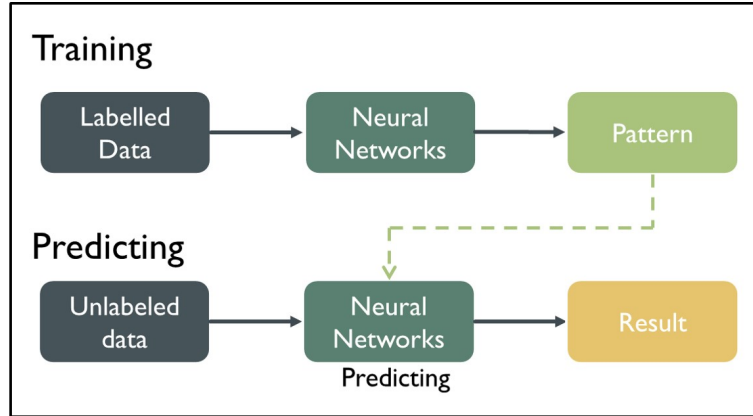 Training
Labelled
Data
Neural
Networks
Pattern
Predicting
Unlabeled
data
Neural
Networks
Result
Predicting